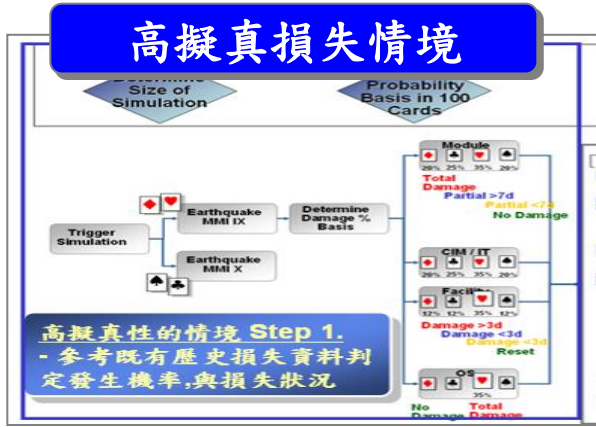 高擬真損失情境
Determine
Size of
Simulation
Probability
Basis in 100
Cards
Module
20% 25% 35% 20%
Total
Damage
Partial >7d
Partial <7d
No Damage
Trigger
Simulation
Earthquake
MMI IX
Determine
Damage %
Basis
Earthquake
MMI X
CIM / IT
20% 25% 35% 20%
Facility
12% 12% 35% 12%
Damage >3d
Damage <3d
Damage <3d
Reset
OS
35%
No
Damage
Total
Damage
高擬真性的情境 Step 1.
- 參考既有歷史損失資料判
定發生機率,與損失狀況